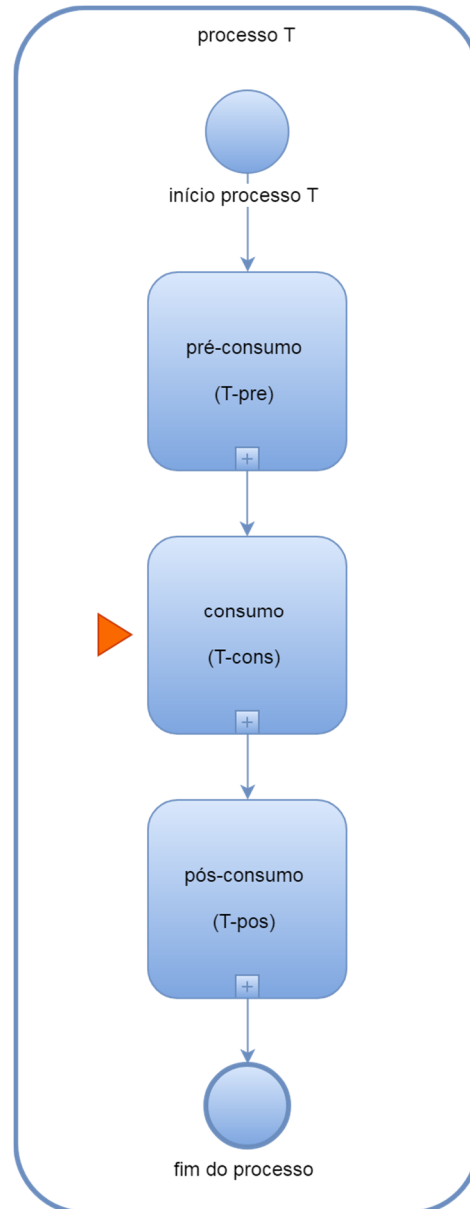 processo T
início processo T
pré-consumo
(T-pre)
consumo
(T-cons)
pós-consumo
(T-pos)
fim do processo